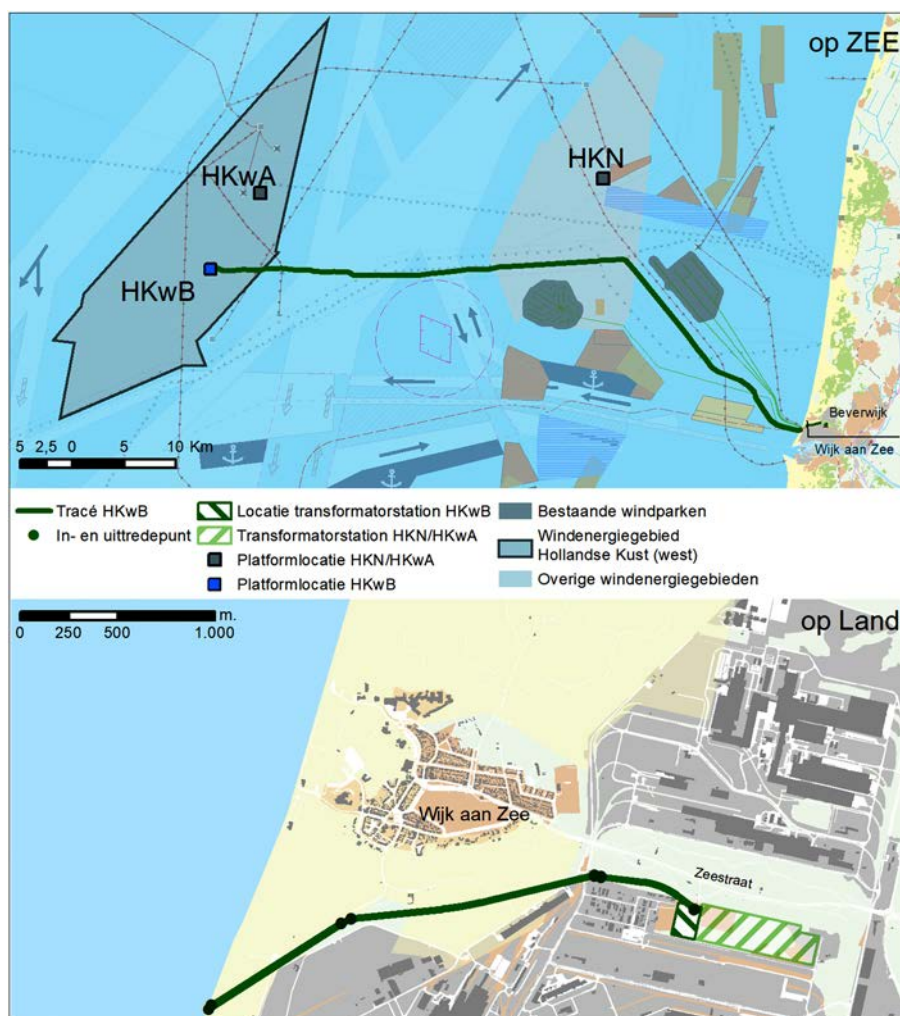 op ZEE
HKwA
HKN
HKwB
Beverwijk
Wijk aan Zee
5 2,5 0 5 10 Km
Tracé HKwB
In- en uittredepunt
Locatie transformatorstation HKwB
Transformatorstation HKN/HKwA
Platformlocatie HKN/HKwA
Platformlocatie HKwB
Bestaande windparken
Windenergiegebied
Hollandse Kust (west)
Overige windenergiegebieden
op Land
m.
0 250 500 1.000
Wijk aan Zee
Zeestraat